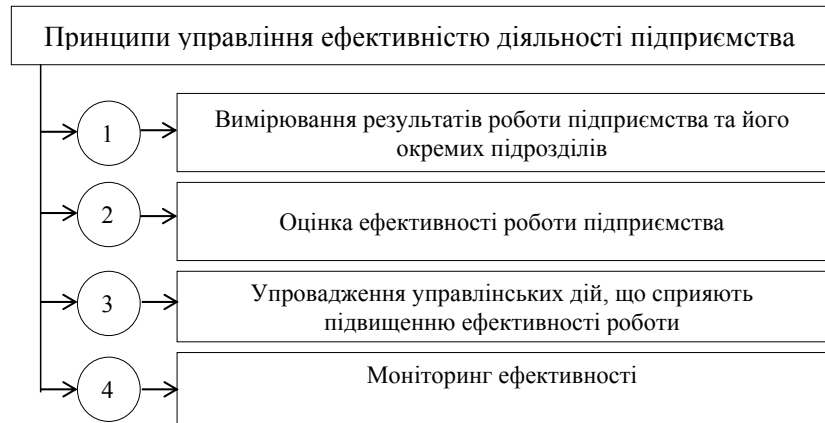 Принципи управління ефективністю діяльності підприємства
1
Вимірювання результатів роботи підприємства та його
окремих підрозділів
2
Оцінка ефективності роботи підприємства
3
Упровадження управлінських дій, що сприяють
підвищенню ефективності роботи
4
Моніторинг ефективності